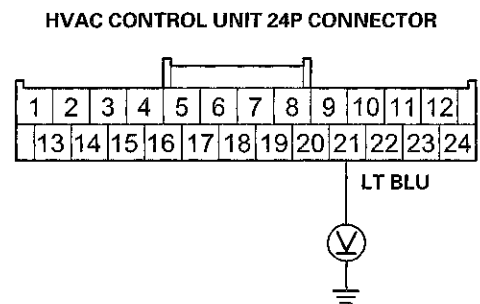 HVAC CONTROL UNIT 24P CONNECTOR
1 2 3 4 5 6 7 8 9 10 11 12
13 14 15 16 17 18 19 20 21 22 23 24
LT BLU
V